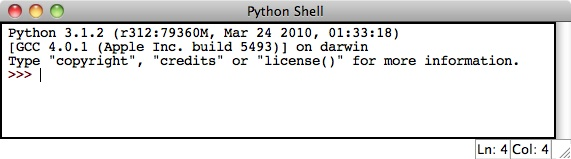 Python Shell
Python 3.1.2 (r312:79360M, Mar 24 2010, 01:33:18)
[GCC 4.0.1 (Apple Inc. build 5493)] on darwin
Type "copyright", "credits" or "license()" for more information.
>>>
Ln: 4 Col: 4